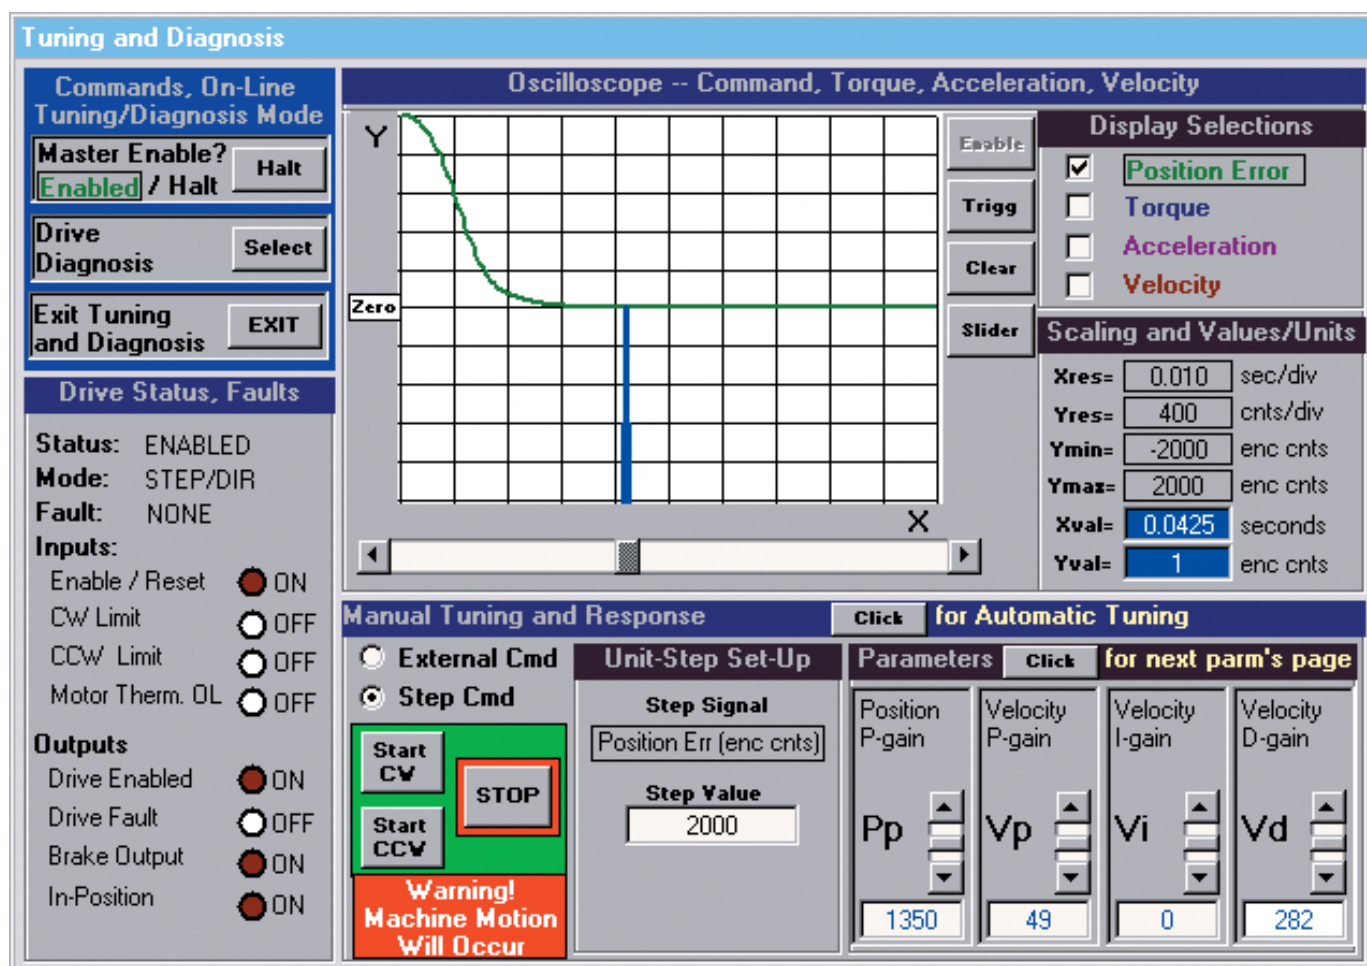 Tuning and Diagnosis
Commands, On-Line
Tuning/Diagnosis Mode
Master Enable?
Enabled / Halt
Halt
Drive
Diagnosis
Select
Exit Tuning
and Diagnosis
EXIT
Drive Status, Faults
Status: ENABLED
Mode: STEP/DIR
Fault: NONE
Inputs:
Enable / Reset ON
CW Limit OFF
CCW Limit OFF
Motor Therm. OL OFF
Outputs
Drive Enabled ON
Drive Fault OFF
Brake Output ON
In-Position ON
Oscilloscope -- Command, Torque, Acceleration, Velocity
Y
Zero
X
Enable
Trigg
Clear
Slider
Display Selections
Position Error
Torque
Acceleration
Velocity
Scaling and Values/Units
Xres= 0.010 sec/div
Yres= 400 cnts/div
Ymin= -2000 enc cnts
Ymax= 2000 enc cnts
Xval= 0.0425 seconds
Yval= 1 enc cnts
Manual Tuning and Response
Click for Automatic Tuning
External Cmd
Step Cmd
Start
CW
STOP
Start
CCW
Warning!
Machine Motion
Will Occur
Unit-Step Set-Up
Step Signal
Position Err (enc cnts)
Step Value
2000
Parameters Click for next parm's page
Position
P-gain
Pp
1350
Velocity
P-gain
Vp
49
Velocity
I-gain
Vi
0
Velocity
D-gain
Vd
282